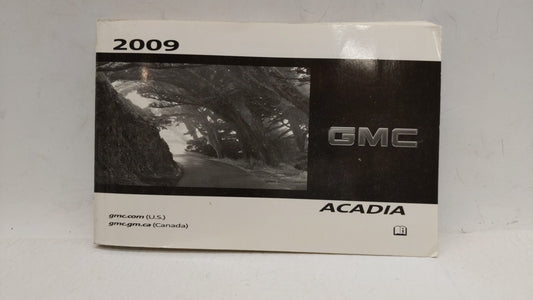 2009
GMC
ACADIA
gmc.com (U.S.)
gmc.gm.ca (Canada)